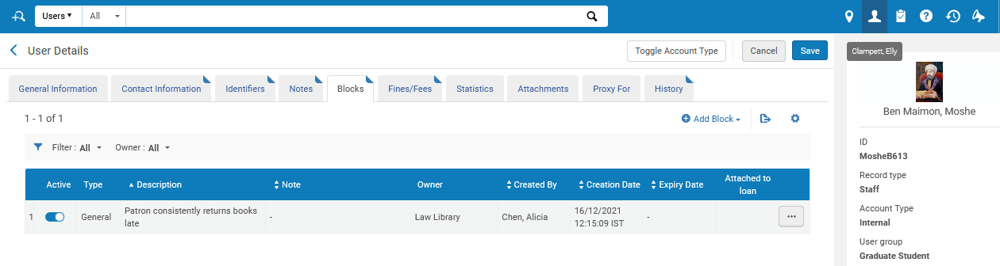 Users All
User Details
Toggle Account Type Cancel Save
Clampett, Elly
General Information Contact Information Identifiers Notes Blocks Fines/Fees Statistics Attachments Proxy For History
1 - 1 of 1
Add Block
Filter : All Owner : All
Active Type Description Note Owner Created By Creation Date Expiry Date Attached to
loan
1 General Patron consistently returns books
late - Law Library Chen, Alicia 16/12/2021
12:15:09 IST -
Ben Maimon, Moshe
ID
MosheB613
Record type
Staff
Account Type
Internal
User group
Graduate Student